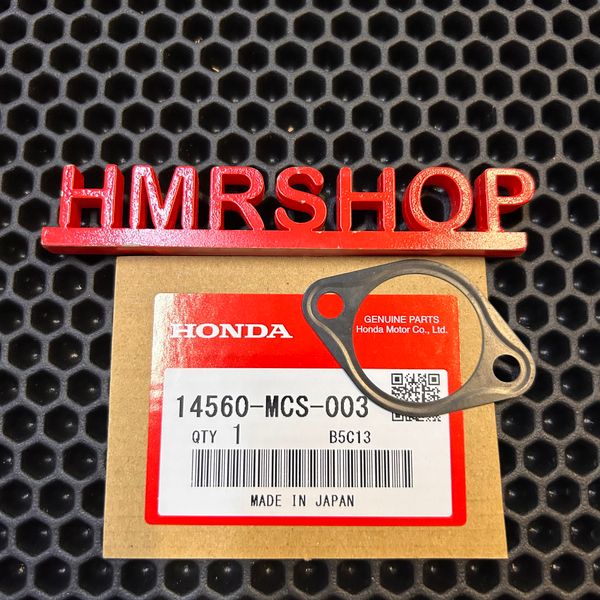 HMRSHOP
HONDA
GENUINE PARTS
Honda Motor Co., Ltd.
14560-MCS-003
QTY 1 B5C13
MADE IN JAPAN